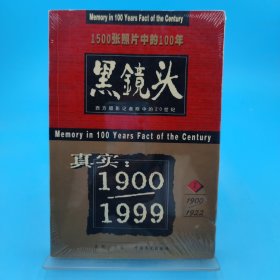 Memory in 100 Years Fact of the Century
1500张照片中的100年
黑镜头
西方摄影记者眼中的20世纪
Memory in 100 Years Fact of the Century
真实:
1900
1999
1900
1922